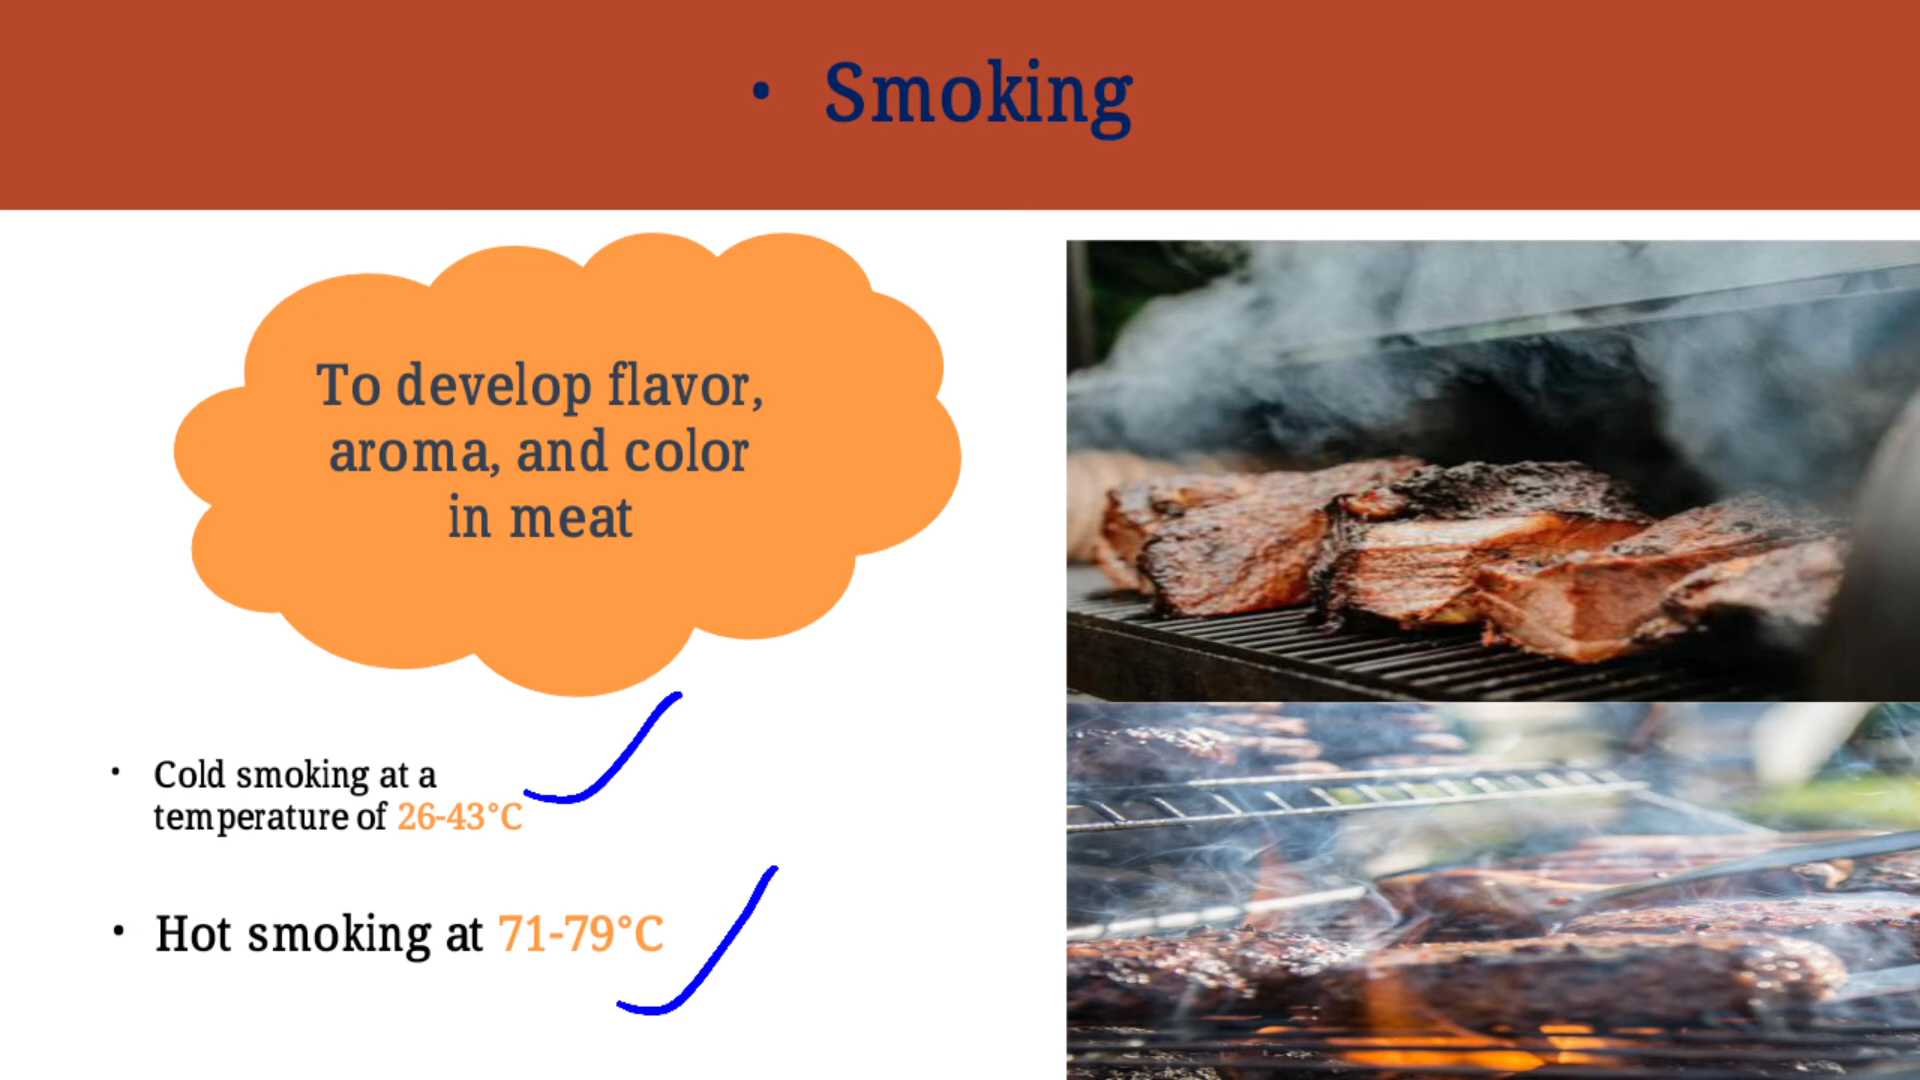 • Smoking
To develop flavor,
aroma, and color
in meat
• Cold smoking at a
temperature of 26-43°C
• Hot smoking at 71-79°C